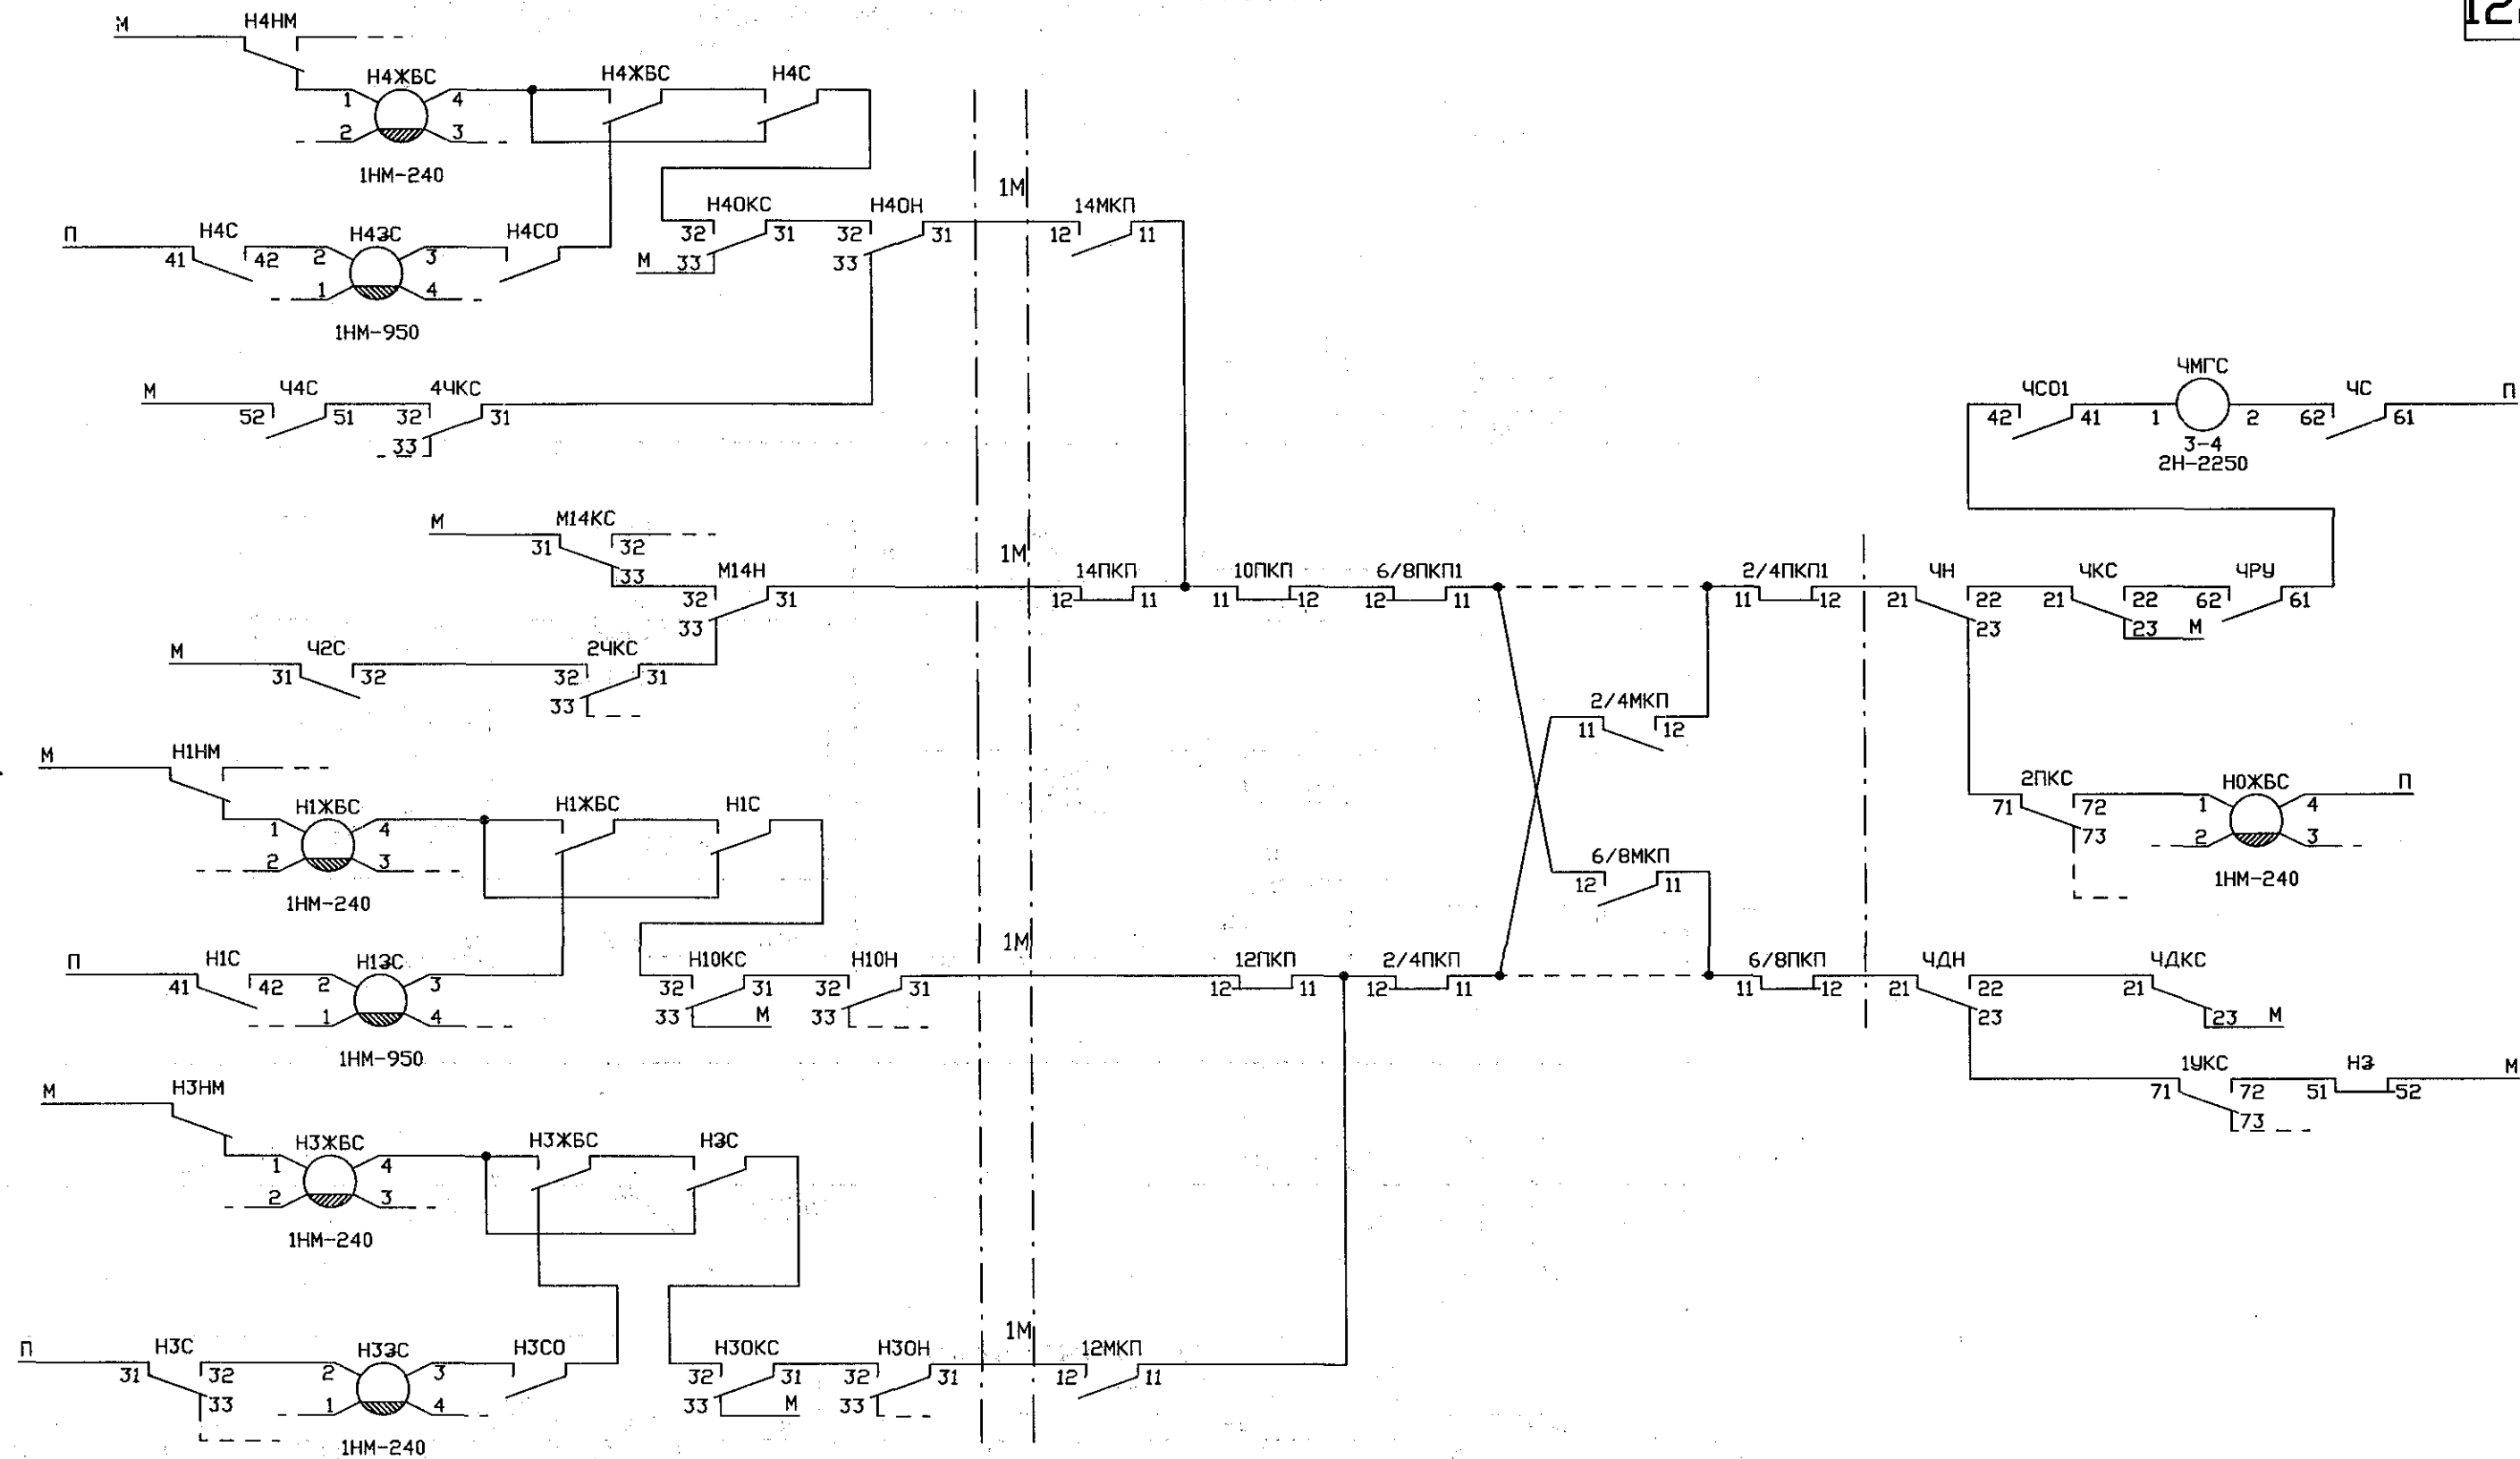 М Н4НМ
Н4ЖБС Н4ЖБС Н4С
1 4
2 3
1НМ-240
1М
Н4ОКС Н4ОН 14МКП
32 31 32 31 12 11
М 33 33
П Н4С Н4ЗС Н4СО
41 42 2 3
1 4
1НМ-950
ЧМГС
М Ч4С 4ЧКС ЧСО1 ЧС П
52 51 32 31 42 41 1 2 62 61
33 3-4
2Н-2250
М М14КС
31 32
33
1М
М14Н 14ПКП 10ПКП 6/8ПКП1 2/4ПКП1 ЧН ЧКС ЧРУ
32 31 12 11 11 12 12 11 11 12 21 22 21 22 62 61
33 23 23 М
М Ч2С 2ЧКС
31 32 32 31
33
2/4МКП
11 12
М Н1НМ
2ПКС Н0ЖБС П
71 72 1 4
73 2 3
1НМ-240
Н1ЖБС Н1ЖБС Н1С
1 4
2 3
1НМ-240
6/8МКП
12 11
1М
П Н1С Н1ЗС Н1ОКС Н1ОН 12ПКП 2/4ПКП 6/8ПКП ЧДН ЧДКС
41 42 2 3 32 31 32 31 12 11 12 11 11 12 21 22 21
1 4 33 М 33 23 23 М
1НМ-950
1УКС НЗ М
71 72 51 52
73
М Н3НМ
Н3ЖБС Н3ЖБС Н3С
1 4
2 3
1НМ-240
1М
П Н3С Н3ЗС Н3СО Н3ОКС Н3ОН 12МКП
31 32 2 3 32 31 32 31 12 11
33 1 4 33 М 33
1НМ-240